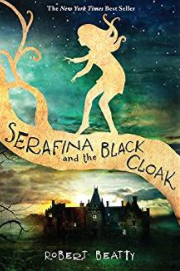 The New York Times Best Seller
SERAFINA
and the
BLACK
CLOAK
ROBERT BEATTY